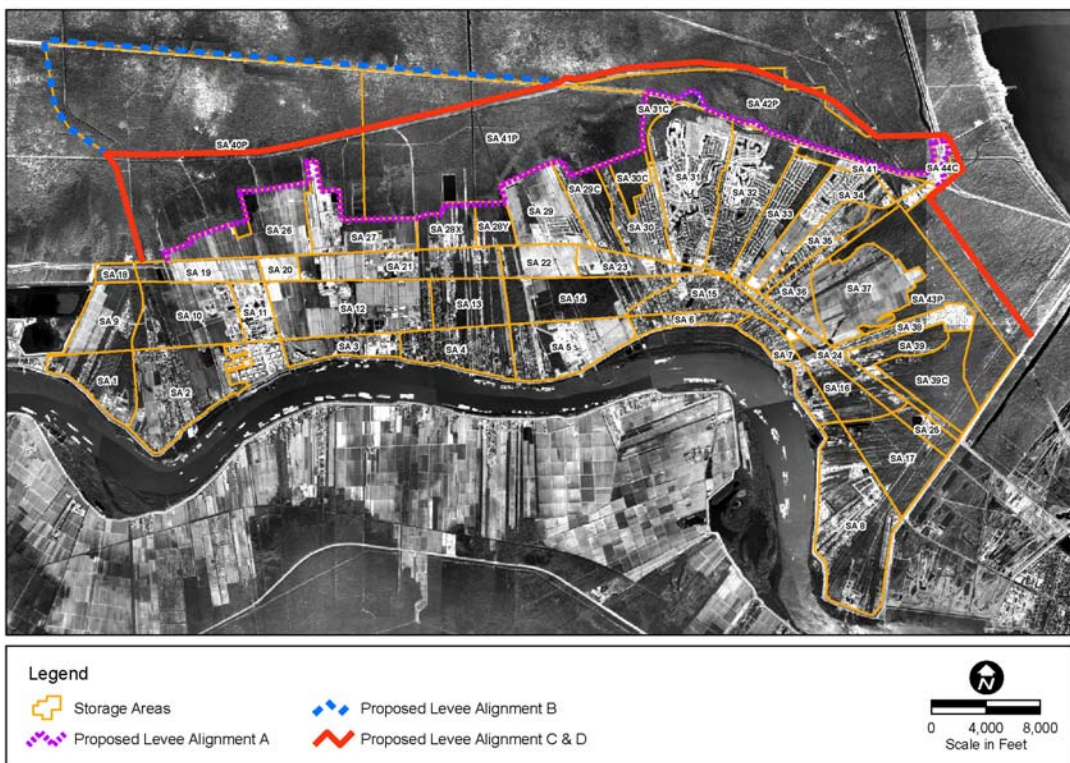 SA 40P
SA 41P
SA 31C
SA 42P
SA 41
SA 44C
SA 31
SA 32
SA 30C
SA 29C
SA 29
SA 30
SA 33
SA 34
SA 35
SA 26
SA 27
SA 28X
SA 28Y
SA 18
SA 19
SA 20
SA 21
SA 22
SA 23
SA 36
SA 37
SA 43P
SA 9
SA 10
SA 11
SA 12
SA 13
SA 14
SA 15
SA 38
SA 39
SA 1
SA 2
SA 3
SA 4
SA 5
SA 6
SA 7
SA 24
SA 16
SA 39C
SA 25
SA 17
SA 8
Legend
Storage Areas
Proposed Levee Alignment A
Proposed Levee Alignment B
Proposed Levee Alignment C & D
N
0 4,000 8,000
Scale in Feet